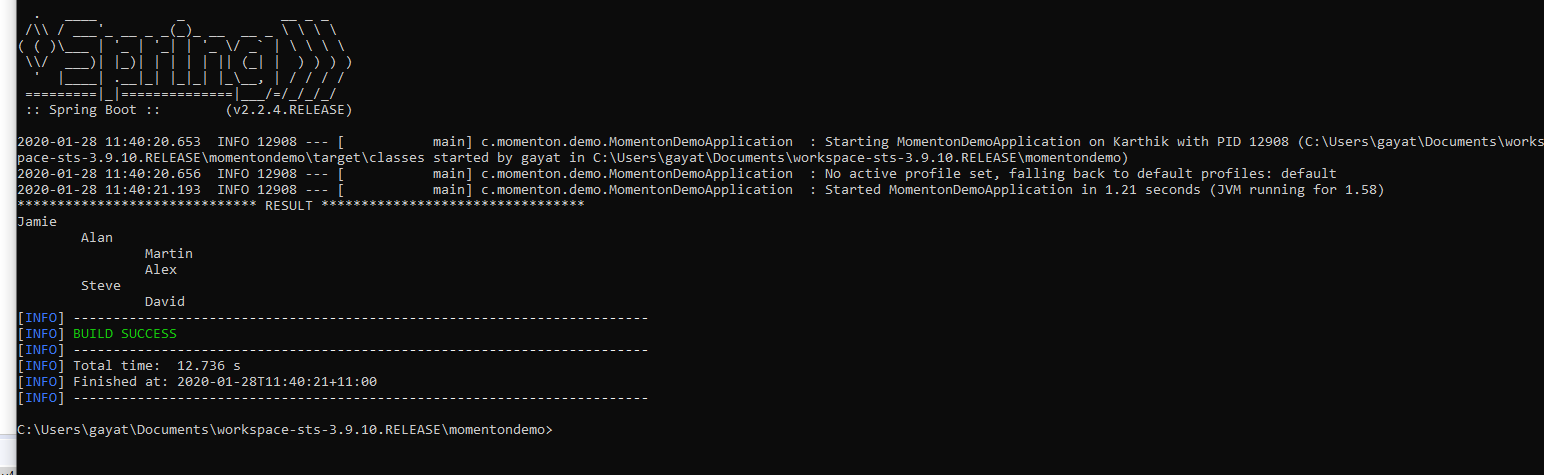 .   ____          _            __ _ _
 /\\ / ___'_ __ _ _(_)_ __  __ _ \ \ \ \
( ( )\___ | '_ | '_| | '_ \/ _` | \ \ \ \
 \\/  ___)| |_)| | | | | || (_| |  ) ) ) )
  '  |____| .__|_| |_|_| |_\__, | / / / /
 =========|_|==============|___/=/_/_/_/
 :: Spring Boot ::        (v2.2.4.RELEASE)
2020-01-28 11:40:20.653  INFO 12908 --- [           main] c.momenton.demo.MomentonDemoApplication  : Starting MomentonDemoApplication on Karthik with PID 12908 (C:\Users\gayat\Documents\works
pace-sts-3.9.10.RELEASE\momentondemo\target\classes started by gayat in C:\Users\gayat\Documents\workspace-sts-3.9.10.RELEASE\momentondemo)
2020-01-28 11:40:20.656  INFO 12908 --- [           main] c.momenton.demo.MomentonDemoApplication  : No active profile set, falling back to default profiles: default
2020-01-28 11:40:21.193  INFO 12908 --- [           main] c.momenton.demo.MomentonDemoApplication  : Started MomentonDemoApplication in 1.21 seconds (JVM running for 1.58)
****************************** RESULT *********************************
Jamie
        Alan
                Martin
                Alex
        Steve
                David
[INFO] ------------------------------------------------------------------------
[INFO] BUILD SUCCESS
[INFO] ------------------------------------------------------------------------
[INFO] Total time:  12.736 s
[INFO] Finished at: 2020-01-28T11:40:21+11:00
[INFO] ------------------------------------------------------------------------
C:\Users\gayat\Documents\workspace-sts-3.9.10.RELEASE\momentondemo>